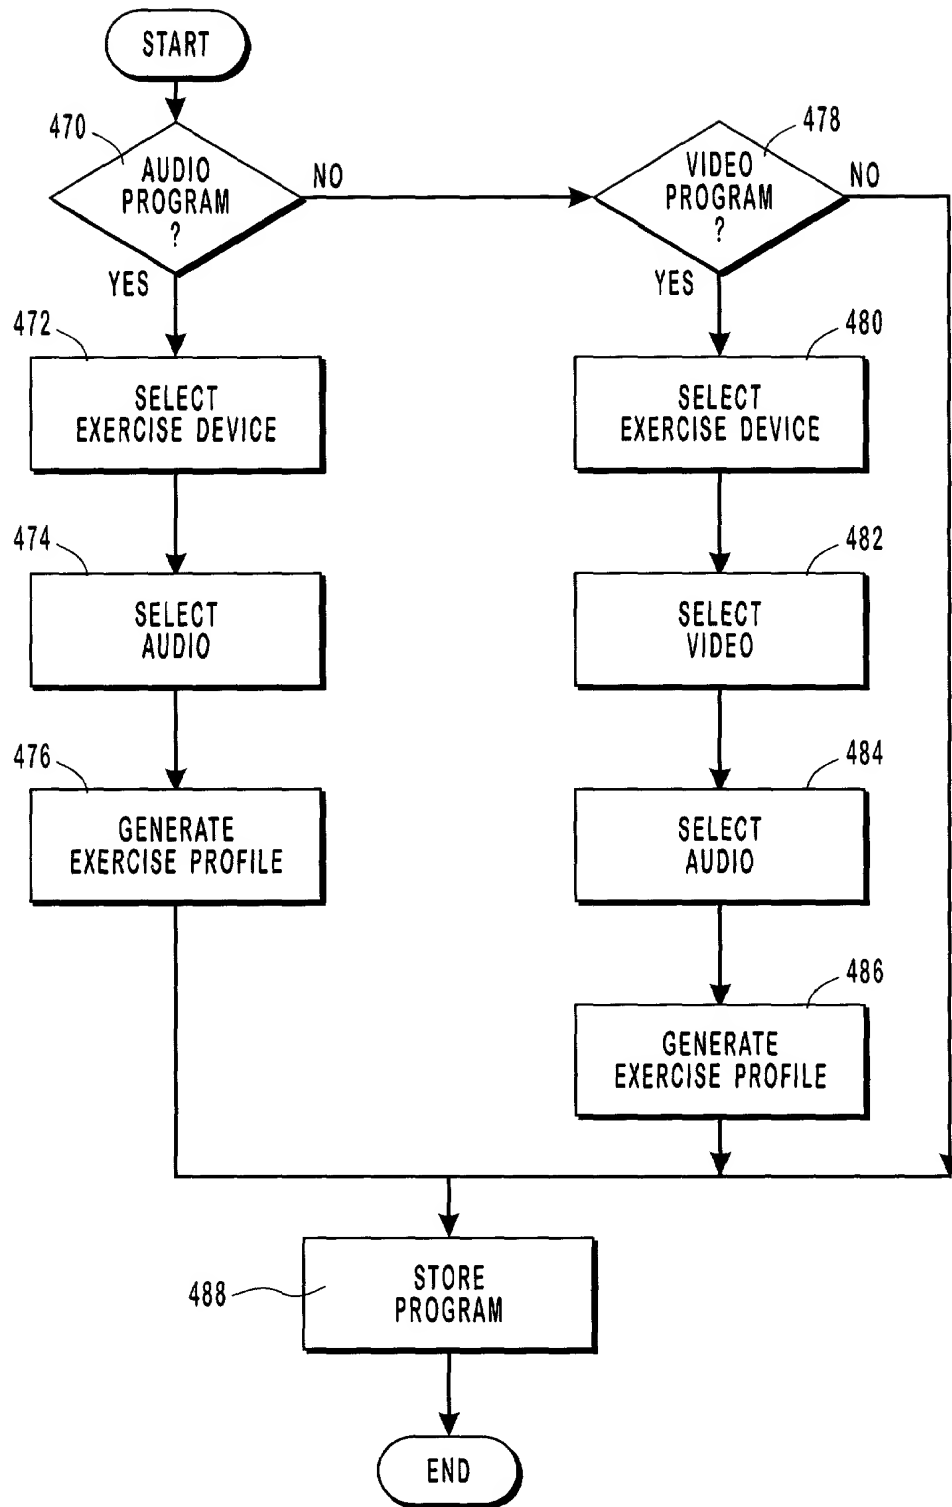 START
470
AUDIO
PROGRAM
?
NO
YES
478
VIDEO
PROGRAM
?
NO
YES
472
SELECT
EXERCISE DEVICE
480
SELECT
EXERCISE DEVICE
474
SELECT
AUDIO
482
SELECT
VIDEO
476
GENERATE
EXERCISE PROFILE
484
SELECT
AUDIO
486
GENERATE
EXERCISE PROFILE
488
STORE
PROGRAM
END